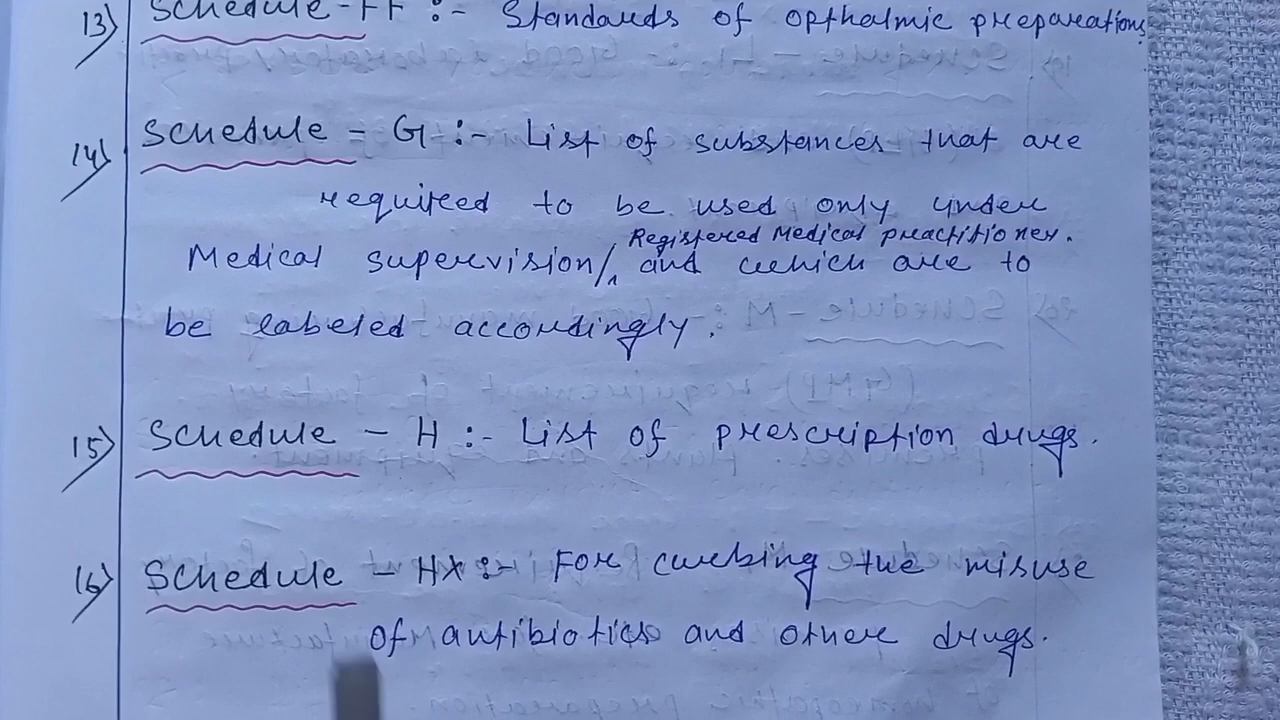 13) Schedule-FF :- Standards of opthalmic preparations
14) Schedule - G :- List of substances that are
required to be used only under
Registered Medical practitioner.
Medical supervision/ and which are to
be labeled accordingly.
15) Schedule - H :- List of prescription drugs.
16) Schedule - HX :- For curbing the misuse
of antibiotics and other drugs.